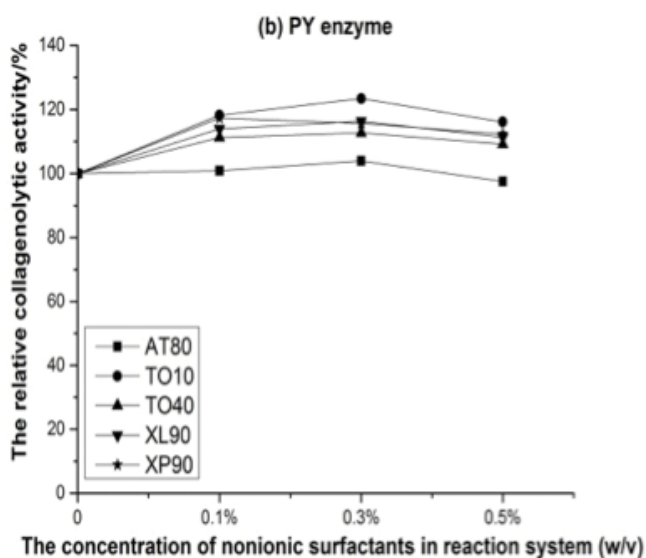 (b) PY enzyme
The relative collagenolytic activity/%
140
120
100
80
60
40
20
0
AT80
TO10
TO40
XL90
XP90
0 0.1% 0.3% 0.5%
The concentration of nonionic surfactants in reaction system (w/v)